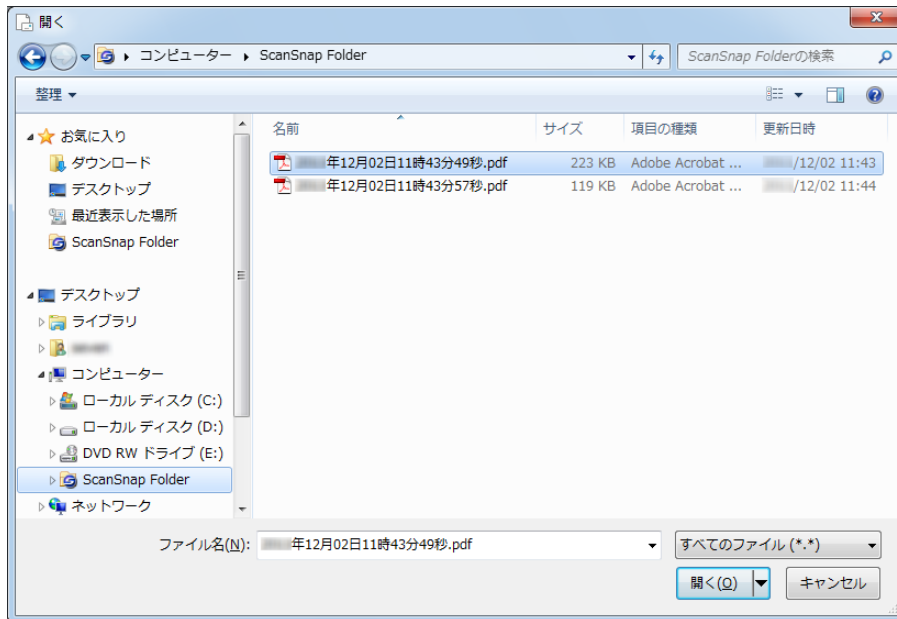 開く
コンピューター ScanSnap Folder
ScanSnap Folderの検索
整理
お気に入り
ダウンロード
デスクトップ
最近表示した場所
ScanSnap Folder
デスクトップ
ライブラリ
コンピューター
ローカル ディスク (C:)
ローカル ディスク (D:)
DVD RW ドライブ (E:)
ScanSnap Folder
ネットワーク
名前 サイズ 項目の種類 更新日時
年12月02日11時43分49秒.pdf 223 KB Adobe Acrobat ... /12/02 11:43
年12月02日11時43分57秒.pdf 119 KB Adobe Acrobat ... /12/02 11:44
ファイル名(N): 年12月02日11時43分49秒.pdf すべてのファイル (*.*)
開く(O) キャンセル